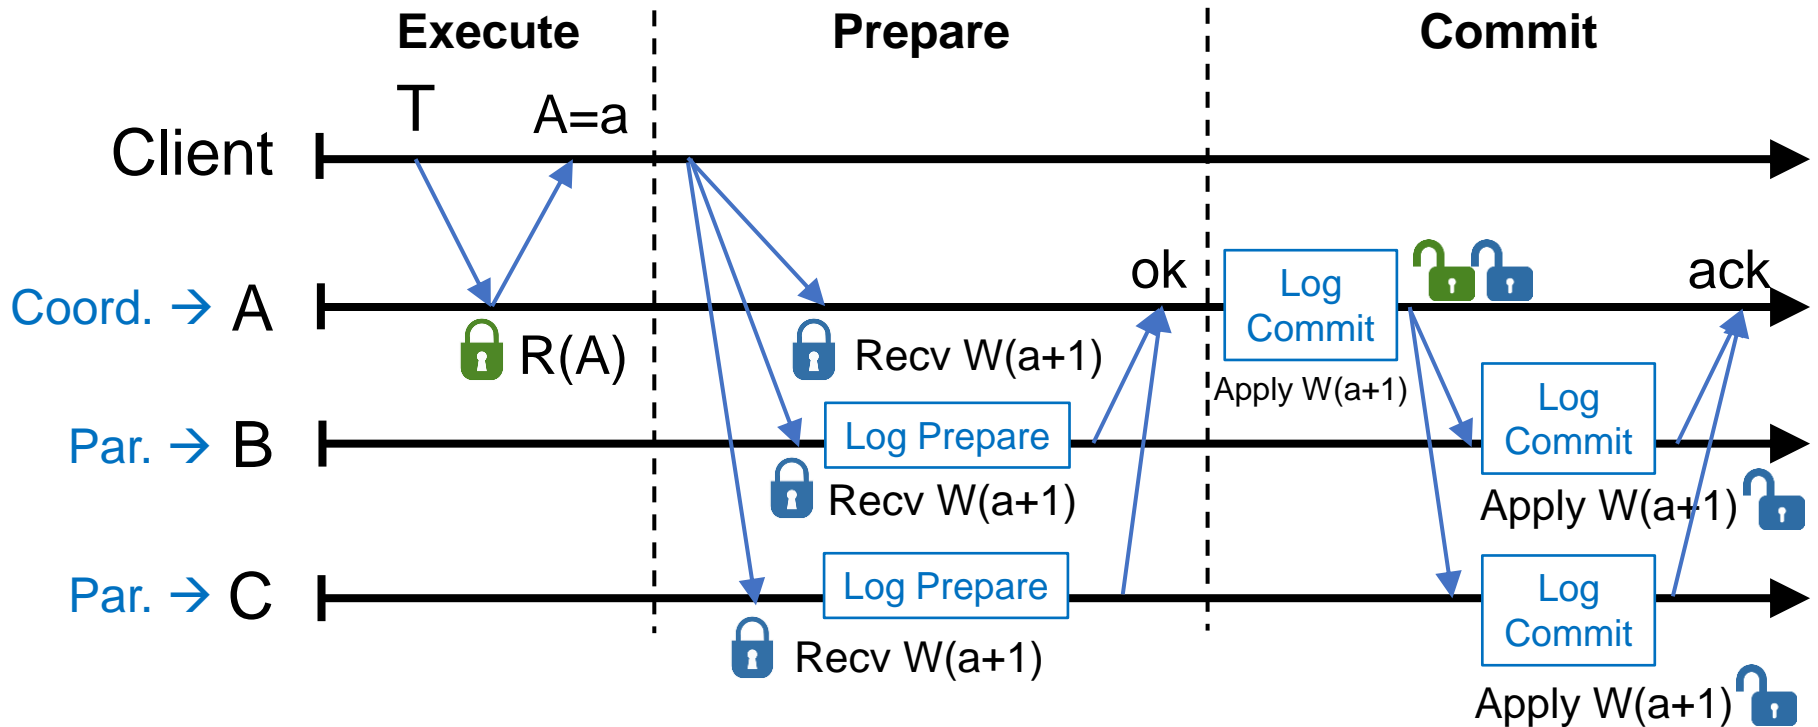 Execute
Prepare
Commit
T
A=a
Client
Coord. → A
R(A)
Recv W(a+1)
ok
Log
Commit
Apply W(a+1)
ack
Par. → B
Log Prepare
Recv W(a+1)
Log
Commit
Apply W(a+1)
Par. → C
Log Prepare
Recv W(a+1)
Log
Commit
Apply W(a+1)